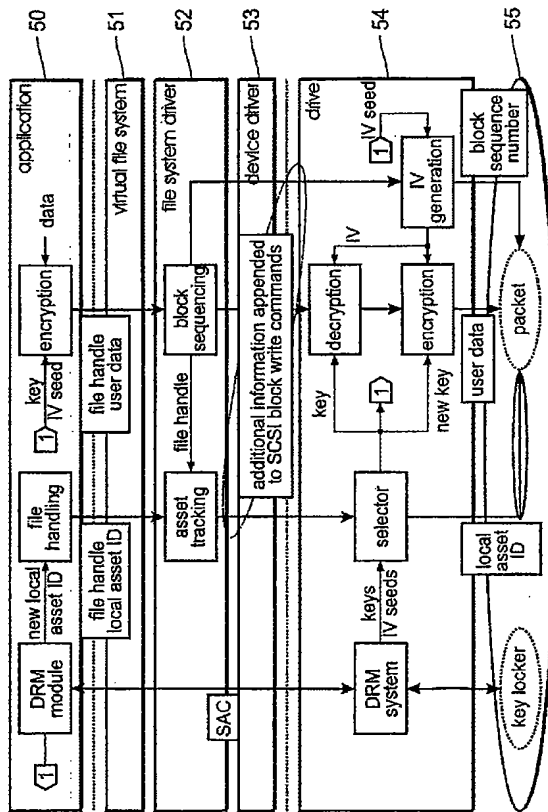 application
50
1
DRM
module
new local
asset ID
file
handling
1
key
IV seed
encryption
data
virtual file system
51
file handle
local asset ID
file handle
user data
file system driver
52
asset
tracking
file handle
block
sequencing
device driver
53
SAC
additional information appended
to SCSI block write commands
drive
54
DRM
system
keys
IV seeds
selector
1
key
new key
decryption
encryption
IV
IV
generation
1
IV seed
55
key locker
local
asset
ID
user data
packet
block
sequence
number